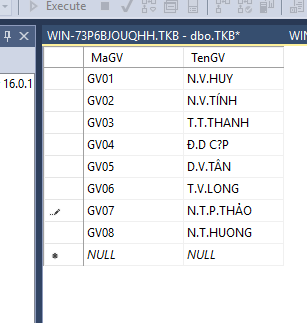 Execute
WIN-73P6BJOUQHH.TKB - dbo.TKB*
WIN
16.0.1
MaGV TenGV
GV01 N.V.HUY
GV02 N.V.TÍNH
GV03 T.T.THANH
GV04 Đ.D C?P
GV05 D.V.TÂN
GV06 T.V.LONG
GV07 N.T.P.THẢO
GV08 N.T.HUONG
NULL NULL